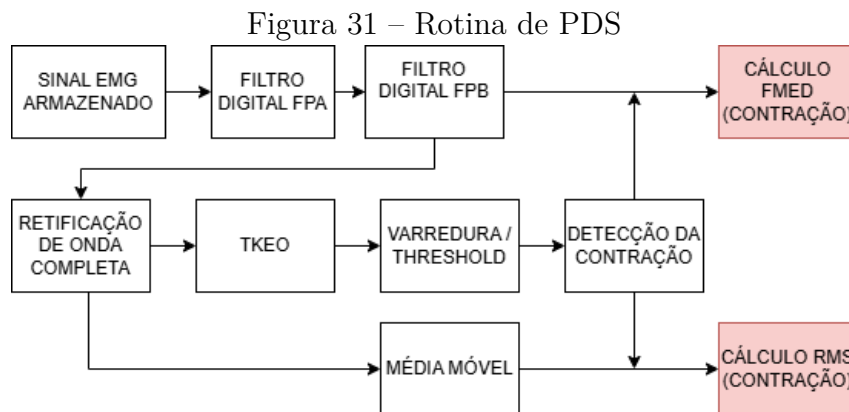 Figura 31 – Rotina de PDS
SINAL EMG
ARMAZENADO
FILTRO
DIGITAL FPA
FILTRO
DIGITAL FPB
CÁLCULO
FMED
(CONTRAÇÃO)
RETIFICAÇÃO
DE ONDA
COMPLETA
TKEO
VARREDURA /
THRESHOLD
DETECÇÃO DA
CONTRAÇÃO
MÉDIA MÓVEL
CÁLCULO RMS
(CONTRAÇÃO)